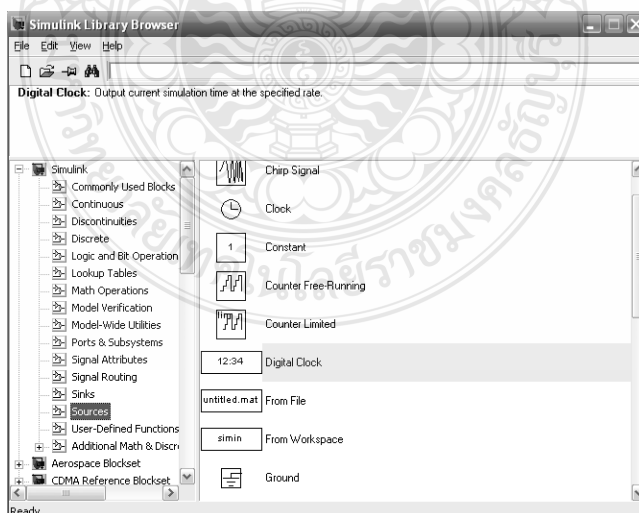 Simulink Library Browser
File Edit View Help
Digital Clock: Output current simulation time at the specified rate.
Simulink
Commonly Used Blocks
Continuous
Discontinuities
Discrete
Logic and Bit Operation
Lookup Tables
Math Operations
Model Verification
Model-Wide Utilities
Ports & Subsystems
Signal Attributes
Signal Routing
Sinks
Sources
User-Defined Functions
Additional Math & Discre
Aerospace Blockset
CDMA Reference Blockset
Chirp Signal
Clock
1 Constant
Counter Free-Running
lim Counter Limited
12:34 Digital Clock
untitled.mat From File
simin From Workspace
Ground
Ready